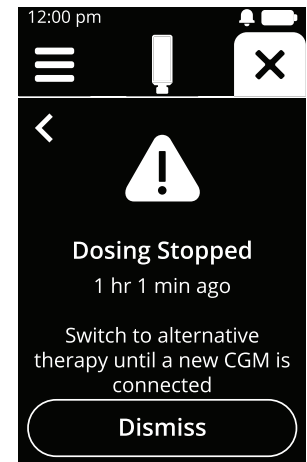 12:00 pm
Dosing Stopped
1 hr 1 min ago
Switch to alternative
therapy until a new CGM is
connected
Dismiss